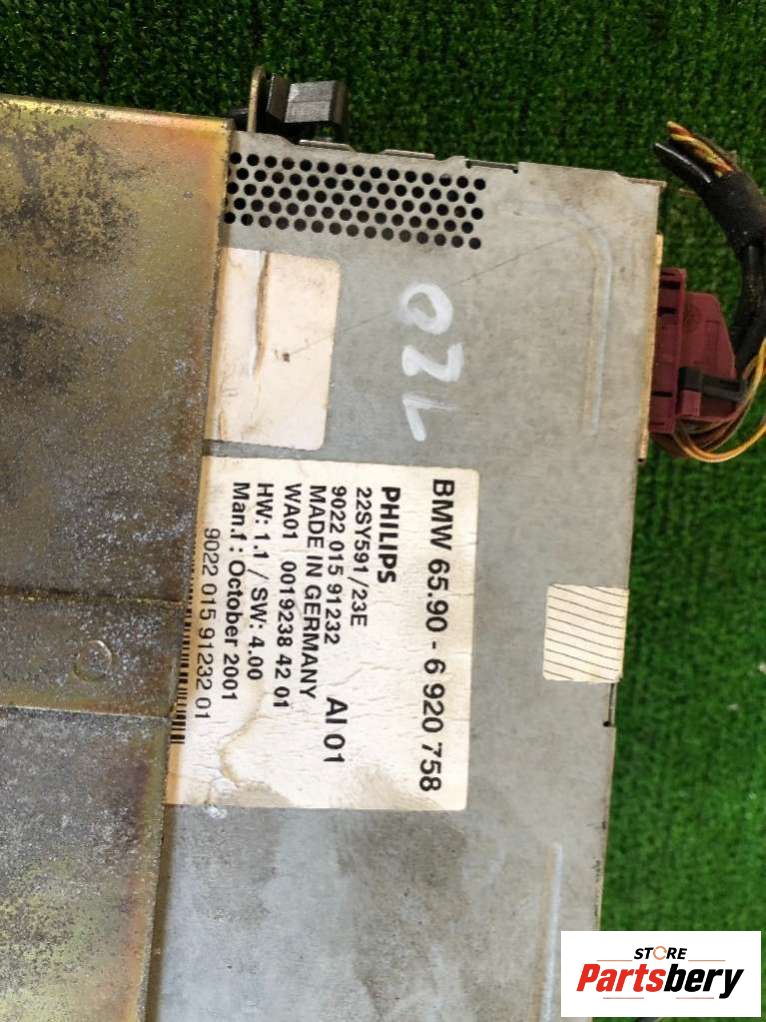 OZL
BMW 65.90 - 6 920 758
PHILIPS
22SY591/23E
9022 015 91232 AI 01
MADE IN GERMANY
WA01 0019238 42 01
HW: 1.1 / SW: 4.00
Man.f : October 2001
9022 015 91232 01
STORE
Partsbery